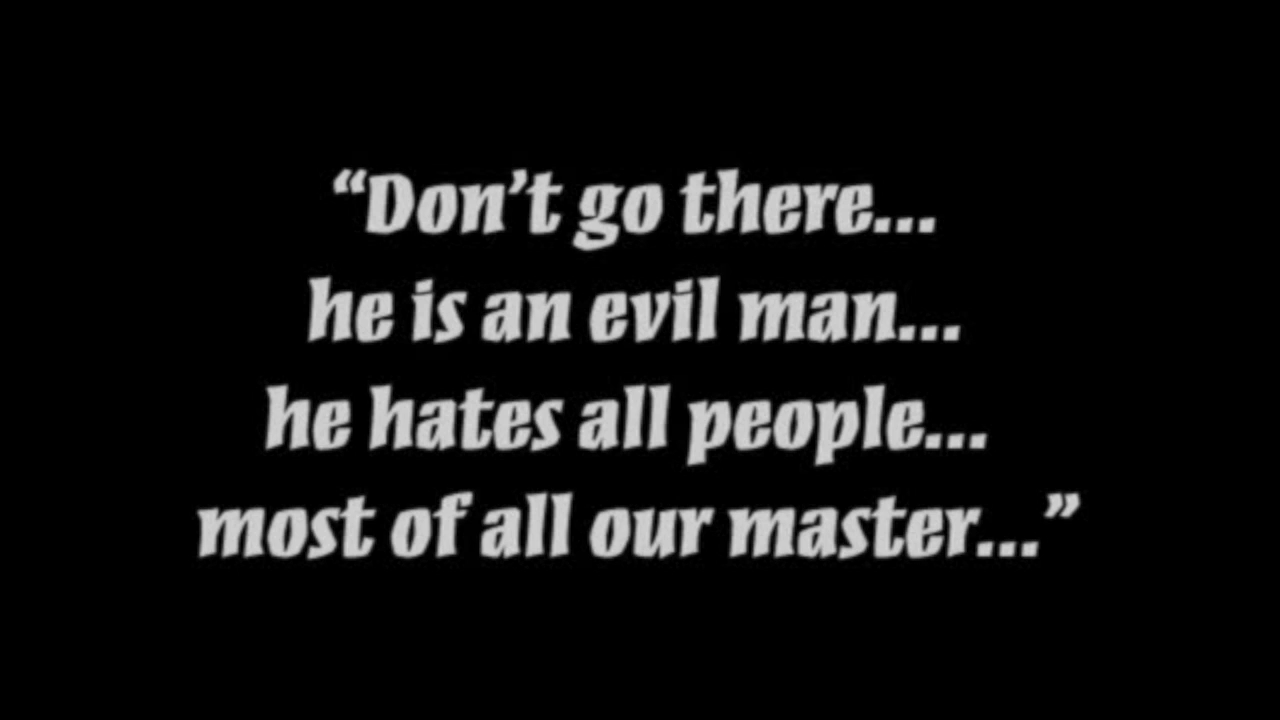 “Don’t go there...
he is an evil man...
he hates all people...
most of all our master...”